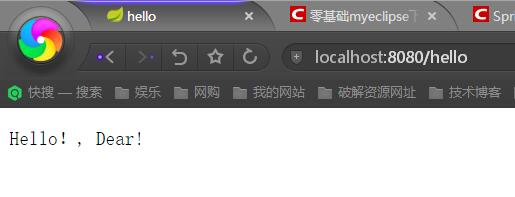 hello
零基础myeclipse下
Spr
localhost:8080/hello
快搜 — 搜索 娱乐 网购 我的网站 破解资源网址 技术博客
Hello! , Dear!